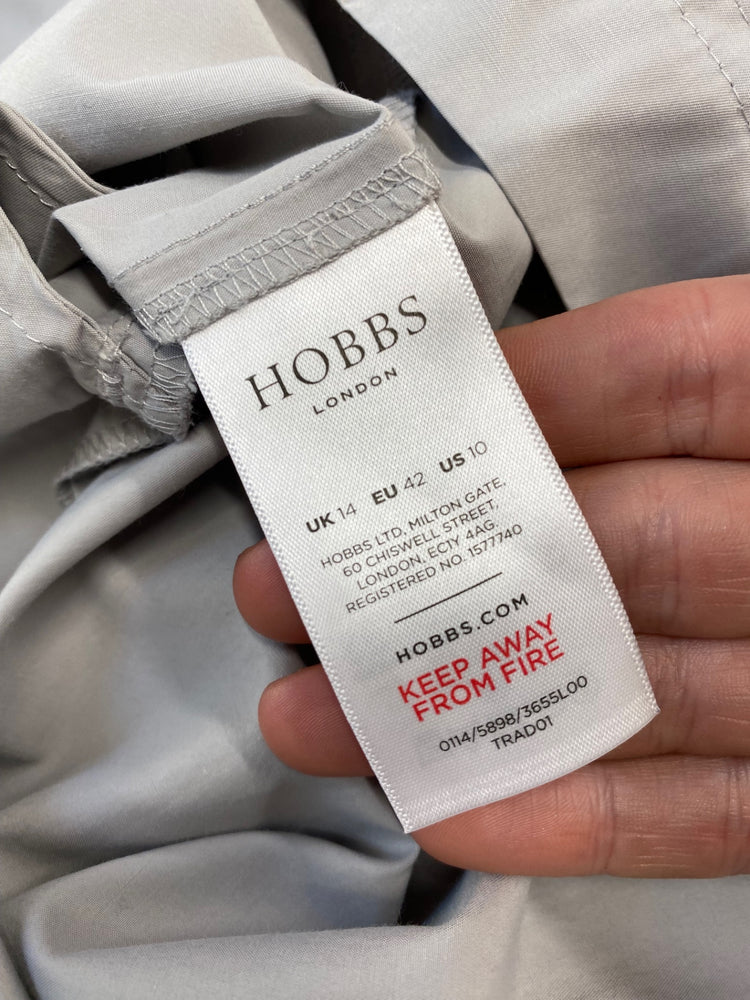 HOBBS
LONDON
UK 14 EU 42 US 10
HOBBS LTD, MILTON GATE,
60 CHISWELL STREET,
LONDON, EC1Y 4AG.
REGISTERED NO. 1577740
HOBBS.COM
KEEP AWAY
FROM FIRE
0114/5898/3655L00
TRAD01